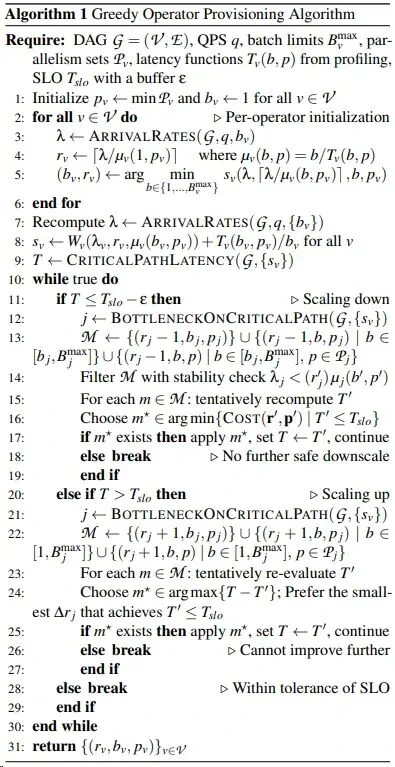 Algorithm 1 Greedy Operator Provisioning Algorithm
Require: DAG 𝒢 = (𝒱, ℰ), QPS q, batch limits B_v^max, par-
allelism sets 𝒫_v, latency functions T_v(b, p) from profiling,
SLO T_slo with a buffer ε
1: Initialize p_v ← min 𝒫_v and b_v ← 1 for all v ∈ 𝒱
2: for all v ∈ 𝒱 do ▷ Per-operator initialization
3: λ ← ARRIVALRATES(𝒢, q, b_v)
4: r_v ← ⌈λ/μ_v(1, p_v)⌉ where μ_v(b, p) = b/T_v(b, p)
5: (b_v, r_v) ← arg min_{b∈{1,...,B_v^max}} s_v(λ, ⌈λ/μ_v(b, p_v)⌉, b, p_v)
6: end for
7: Recompute λ ← ARRIVALRATES(𝒢, q, {b_v})
8: s_v ← W_v(λ_v, r_v, μ_v(b_v, p_v)) + T_v(b_v, p_v)/b_v for all v
9: T ← CRITICALPATHLATENCY(𝒢, {s_v})
10: while true do
11: if T ≤ T_slo − ε then ▷ Scaling down
12: j ← BOTTLENECKONCRITICALPATH(𝒢, {s_v})
13: ℳ ← {(r_j − 1, b_j, p_j)} ∪ {(r_j − 1, b, p_j) | b ∈
[b_j, B_j^max]} ∪ {(r_j − 1, b, p) | b ∈ [b_j, B_j^max], p ∈ 𝒫_j}
14: Filter ℳ with stability check λ_j < (r′_j) μ_j(b′, p′)
15: For each m ∈ ℳ: tentatively recompute T′
16: Choose m⋆ ∈ arg min{COST(r′, p′) | T′ ≤ T_slo}
17: if m⋆ exists then apply m⋆, set T ← T′, continue
18: else break ▷ No further safe downscale
19: end if
20: else if T > T_slo then ▷ Scaling up
21: j ← BOTTLENECKONCRITICALPATH(𝒢, {s_v})
22: ℳ ← {(r_j + 1, b_j, p_j)} ∪ {(r_j + 1, b, p_j) | b ∈
[1, B_j^max]} ∪ {(r_j + 1, b, p) | b ∈ [1, B_j^max], p ∈ 𝒫_j}
23: For each m ∈ ℳ: tentatively re-evaluate T′
24: Choose m⋆ ∈ arg max{T − T′}; Prefer the small-
est Δr_j that achieves T′ ≤ T_slo
25: if m⋆ exists then apply m⋆, set T ← T′, continue
26: else break ▷ Cannot improve further
27: end if
28: else break ▷ Within tolerance of SLO
29: end if
30: end while
31: return {(r_v, b_v, p_v)}_{v∈𝒱}